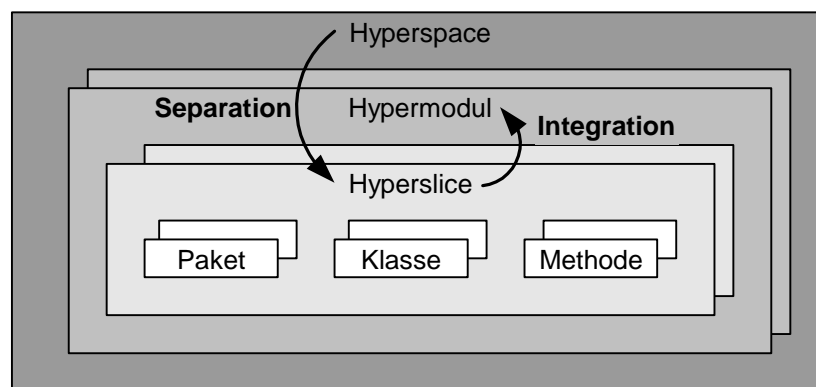 Hyperspace
Separation
Hypermodul
Integration
Hyperslice
Paket
Klasse
Methode